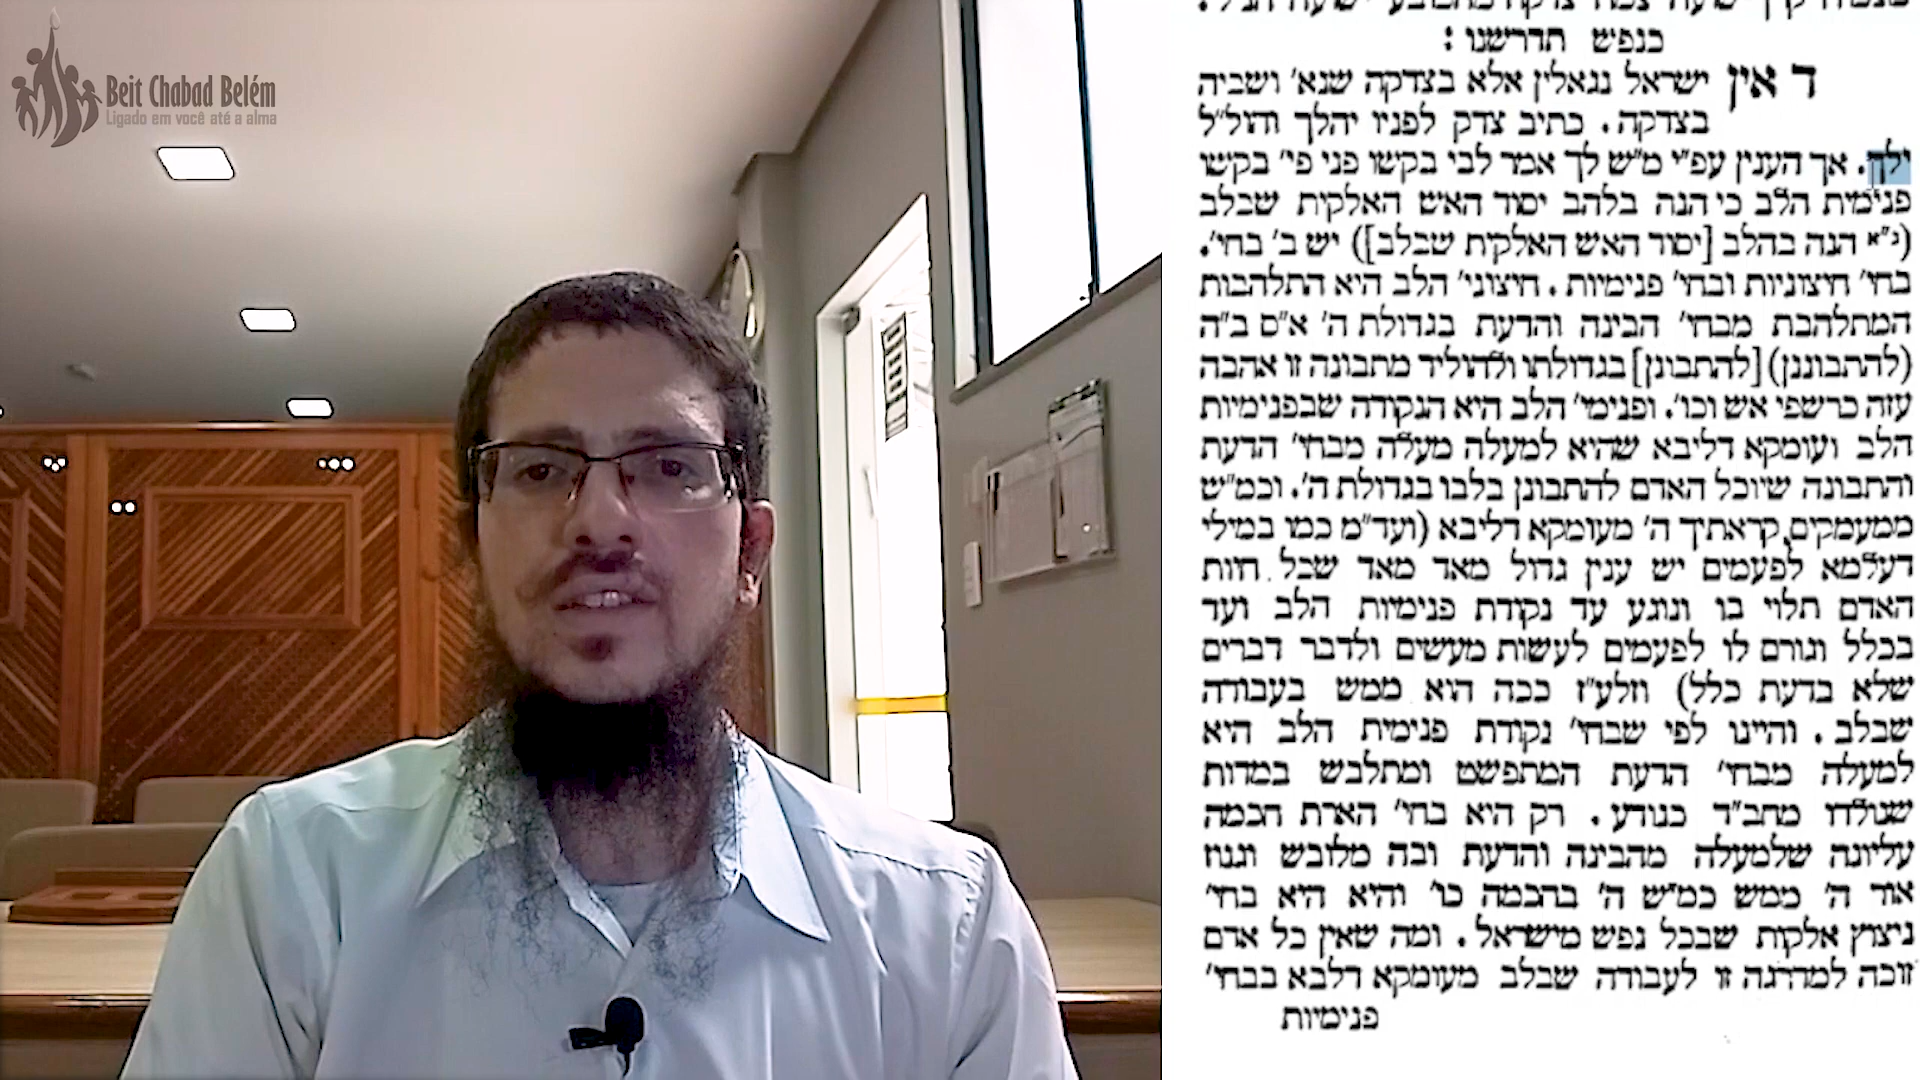 Beit Chabad Belém
Ligado em você até a alma
כנפש תדרשנו :
ד אין ישראל נגאלין אלא בצדקה שנא' ושביה
בצדקה . כתיב צדק לפניו יהלך והול"ל
ילך . אך הענין עפ"י מ"ש לך אמר לבי בקשו פני פי' בקשו
פנימית הלב כי הנה בלהב יסוד האש האלקית שבלב
(נ"א הנה בהלב [יסוד האש האלקית שבלב]) יש ב' בחי'.
בחי' חיצוניות ובחי' פנימיות . חיצוני' הלב היא התלהבות
המתלהבת מבחי' הבינה והדעת בגדולת ה' א"ס ב"ה
(להתבוננן) [להתבונן] בגדולתו ולהוליד מתבונה זו אהבה
עזה כרשפי אש וכו'. ופנימי' הלב היא הנקודה שבפנימיות
הלב ועומקא דליבא שהיא למעלה מעלה מבחי' הדעת
והתבונה שיוכל האדם להתבונן בלבו בגדולת ה'. וכמ"ש
ממעמקים קראתיך ה' מעומקא דליבא (ועד"מ כמו במילי
דעלמא לפעמים יש ענין גדול מאד מאד שכל חיות
האדם תלוי בו ונוגע עד נקודת פנימיות הלב ועד
בכלל וגורם לו לפעמים לעשות מעשים ולדבר דברים
שלא בדעת כלל) וזלע"ז ככה הוא ממש בעבודה
שבלב . והיינו לפי שבחי' נקודת פנימית הלב היא
למעלה מבחי' הדעת המתפשט ומתלבש במדות
שנולדו מחב"ד כנודע . רק היא בחי' הארת חכמה
עליונה שלמעלה מהבינה והדעת ובה מלובש וגנוז
אור ה' ממש כמ"ש ה' בחכמה כו' והיא היא בחי'
ניצוץ אלקות שבכל נפש מישראל . ומה שאין כל אדם
זוכה למדרגה זו לעבודה שבלב מעומקא דלבא בבחי'
פנימיות